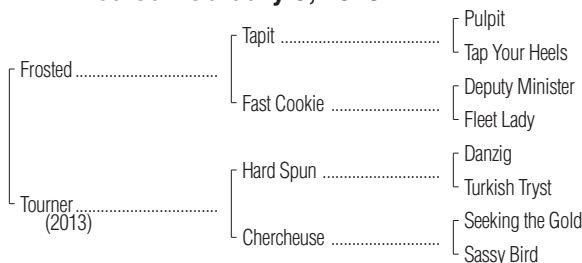 Pulpit
Tapit
Tap Your Heels
Frosted
Deputy Minister
Fast Cookie
Fleet Lady
Danzig
Hard Spun
Turkish Tryst
Tourner
(2013)
Seeking the Gold
Chercheuse
Sassy Bird